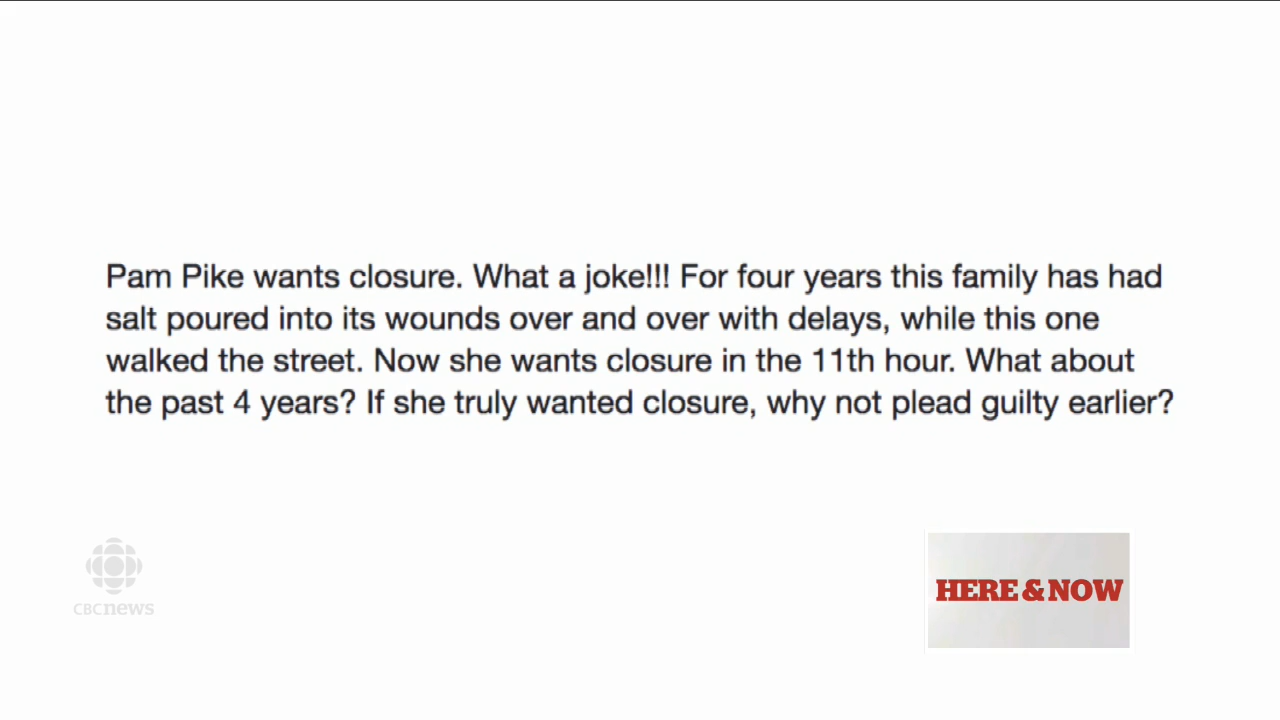 Pam Pike wants closure. What a joke!!! For four years this family has had
salt poured into its wounds over and over with delays, while this one
walked the street. Now she wants closure in the 11th hour. What about
the past 4 years? If she truly wanted closure, why not plead guilty earlier?
CBCnews
HERE & NOW